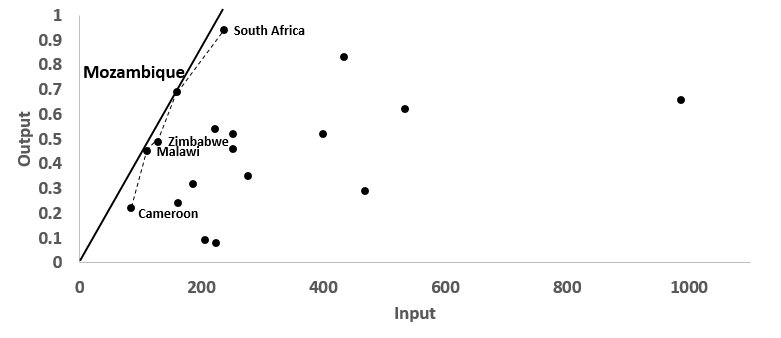 1
0.9
0.8
0.7
0.6
0.5
0.4
0.3
0.2
0.1
0
Output
South Africa
Mozambique
Zimbabwe
Malawi
Cameroon
0 200 400 600 800 1000
Input